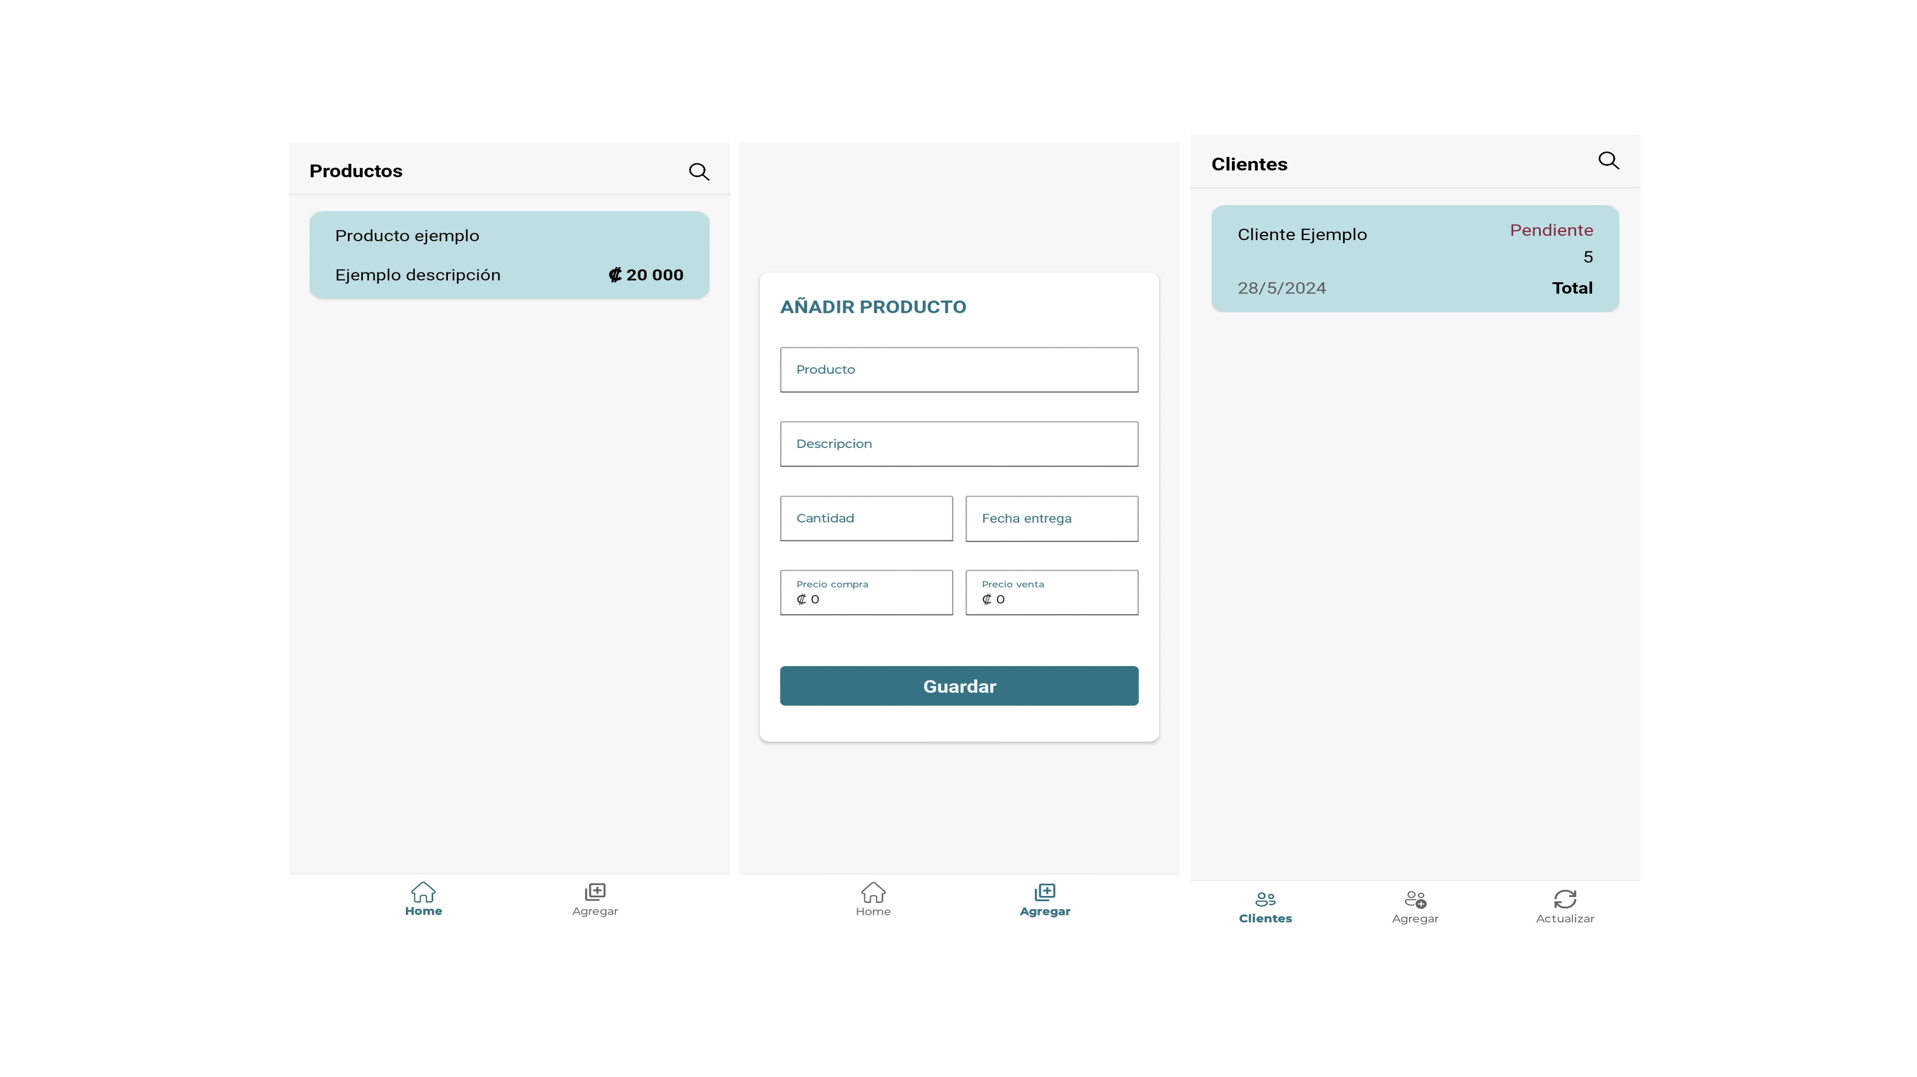 Productos
Producto ejemplo
Ejemplo descripción
₡ 20 000
Home
Agregar
AÑADIR PRODUCTO
Producto
Descripcion
Cantidad
Fecha entrega
Precio compra
₡ 0
Precio venta
₡ 0
Guardar
Home
Agregar
Clientes
Cliente Ejemplo
Pendiente
5
28/5/2024
Total
Clientes
Agregar
Actualizar